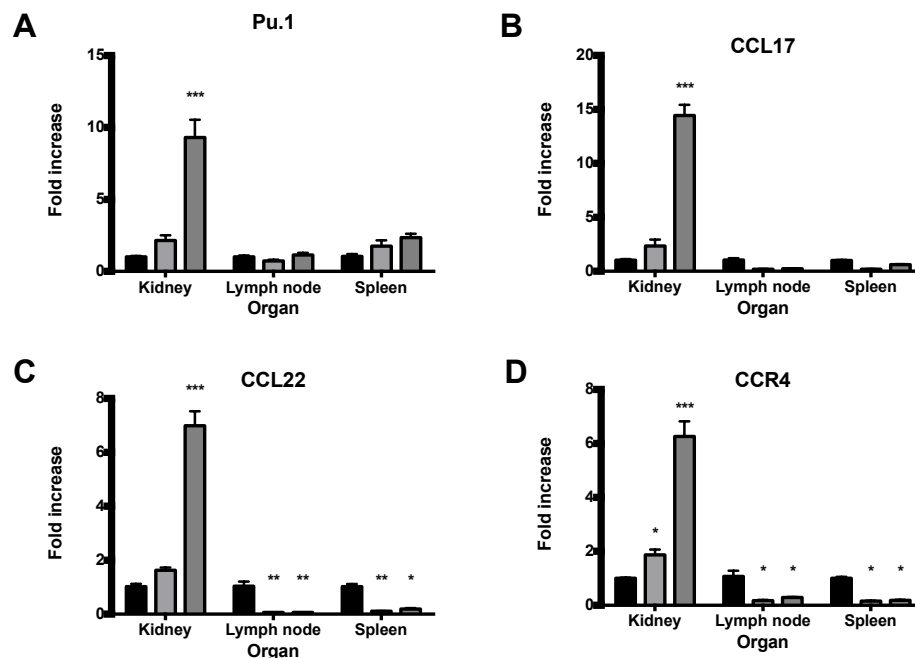 A
Pu.1
Fold increase
15
10
5
0
***
Kidney Lymph node Spleen
Organ
B
CCL17
Fold increase
20
15
10
5
0
***
Kidney Lymph node Spleen
Organ
C
CCL22
Fold increase
8
6
4
2
0
***
** ** ** *
Kidney Lymph node Spleen
Organ
D
CCR4
Fold increase
8
6
4
2
0
***
*
* * * *
Kidney Lymph node Spleen
Organ